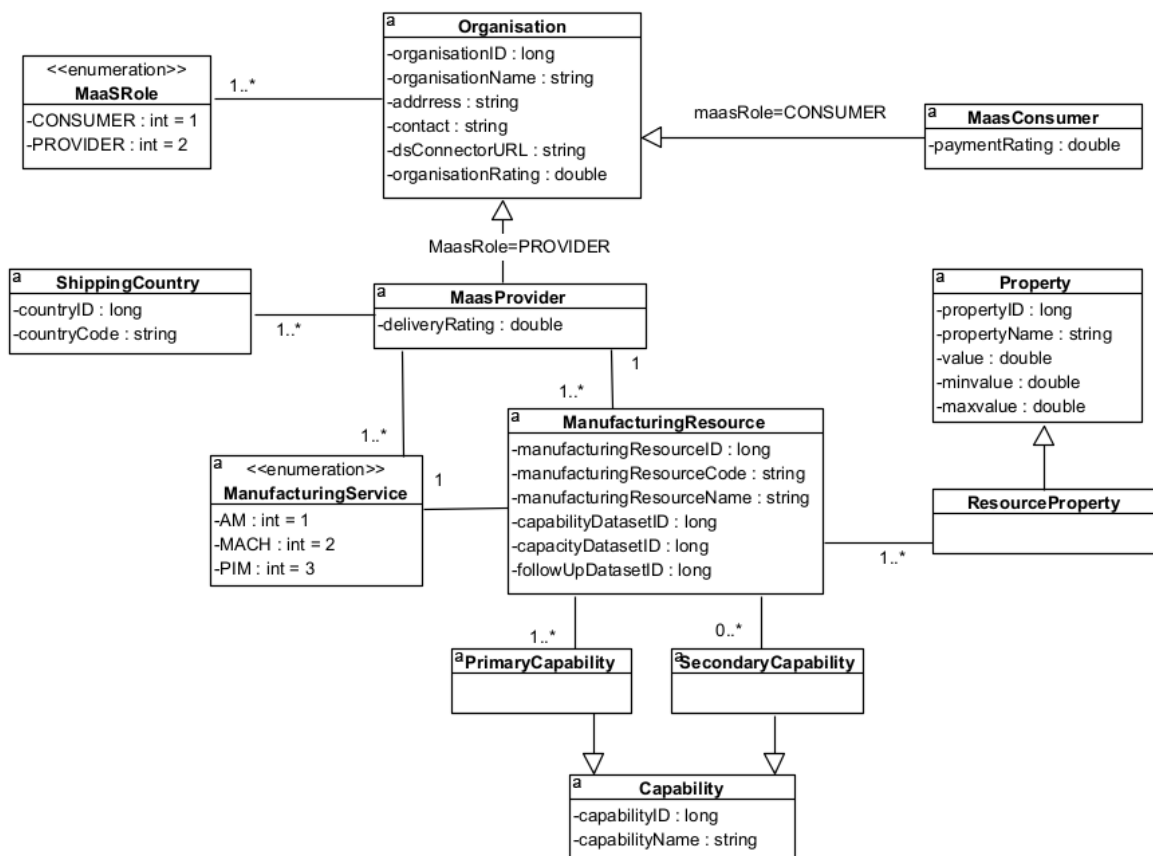 a
Organisation
-organisationID : long
-organisationName : string
-addrress : string
-contact : string
-dsConnectorURL : string
-organisationRating : double
<<enumeration>>
MaaSRole
-CONSUMER : int = 1
-PROVIDER : int = 2
1..*
maasRole=CONSUMER
a
MaasConsumer
-paymentRating : double
MaasRole=PROVIDER
a
ShippingCountry
-countryID : long
-countryCode : string
1..*
a
MaasProvider
-deliveryRating : double
a
Property
-propertyID : long
-propertyName : string
-value : double
-minvalue : double
-maxvalue : double
1
1..*
1..*
a
ManufacturingResource
-manufacturingResourceID : long
-manufacturingResourceCode : string
-manufacturingResourceName : string
-capabilityDatasetID : long
-capacityDatasetID : long
-followUpDatasetID : long
a
<<enumeration>>
ManufacturingService
-AM : int = 1
-MACH : int = 2
-PIM : int = 3
1
ResourceProperty
1..*
1..*
0..*
a
PrimaryCapability
a
SecondaryCapability
a
Capability
-capabilityID : long
-capabilityName : string